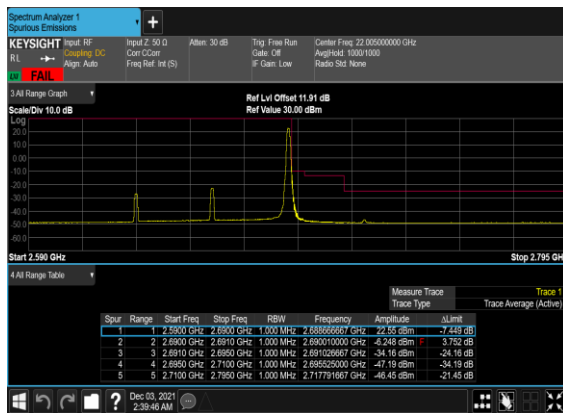 Spectrum Analyzer 1
Spurious Emissions
+
KEYSIGHT Input: RF Input Z: 50 Ω Atten: 30 dB Trig: Free Run Center Freq: 22.005000000 GHz
RL Coupling: DC Corr CCorr Gate: Off Avg|Hold: 1000/1000
Align: Auto Freq Ref: Int (S) IF Gain: Low Radio Std: None
FAIL
3 All Range Graph
Ref Lvl Offset 11.91 dB
Scale/Div 10.0 dB Ref Value 30.00 dBm
Log
20.0
10.0
0.00
-10.0
-20.0
-30.0
-40.0
-50.0
-60.0
Start 2.590 GHz Stop 2.795 GH
4 All Range Table
Measure Trace Trace 1
Trace Type Trace Average (Active)
Spur Range Start Freq Stop Freq RBW Frequency Amplitude ΔLimit
1 1 2.5900 GHz 2.6900 GHz 1.000 MHz 2.688666667 GHz 22.55 dBm -7.449 dB
2 2 2.6900 GHz 2.6910 GHz 1.000 MHz 2.690010000 GHz -6.248 dBm F 3.752 dB
3 3 2.6910 GHz 2.6950 GHz 1.000 MHz 2.691026667 GHz -34.16 dBm -24.16 dB
4 4 2.6950 GHz 2.7100 GHz 1.000 MHz 2.695525000 GHz -47.19 dBm -34.19 dB
5 5 2.7100 GHz 2.7950 GHz 1.000 MHz 2.717791667 GHz -46.45 dBm -21.45 dB
? Dec 03, 2021
2:39:46 AM